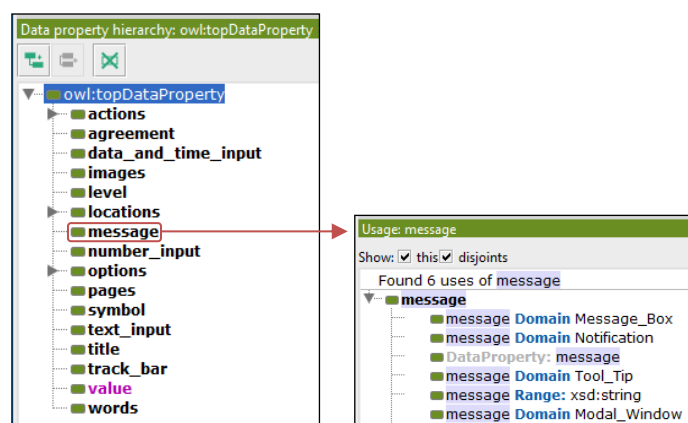 Data property hierarchy: owl:topDataProperty
owl:topDataProperty
actions
agreement
data_and_time_input
images
level
locations
message
number_input
options
pages
symbol
text_input
title
track_bar
value
words
Usage: message
Show: this disjoints
Found 6 uses of message
message
message Domain Message_Box
message Domain Notification
DataProperty: message
message Domain Tool_Tip
message Range: xsd:string
message Domain Modal_Window